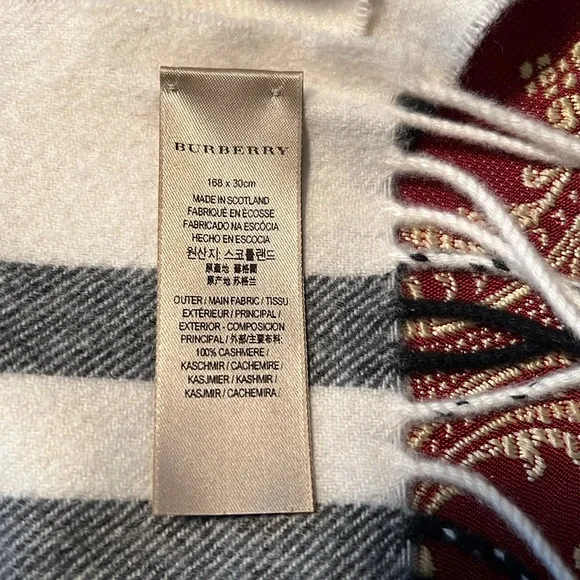 BURBERRY
168 x 30cm
MADE IN SCOTLAND
FABRIQUÉ EN ÉCOSSE
FABRICADO NA ESCÓCIA
HECHO EN ESCOCIA
원산지: 스코틀랜드
原產地 蘇格蘭
原产地 苏格兰
OUTER / MAIN FABRIC / TISSU
EXTÉRIEUR / PRINCIPAL /
EXTERIOR - COMPOSICIÓN
PRINCIPAL / 外部/主要布料:
100% CASHMERE /
KASCHMIR / CACHEMIRE /
KASJMIER / KASHMIR /
KASJMIR / CACHEMIRA /